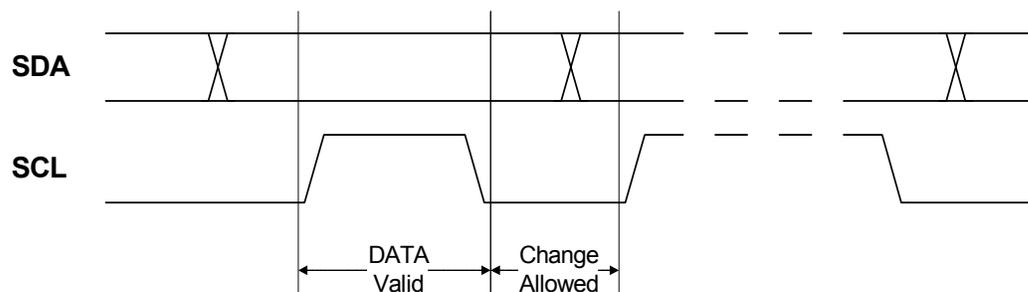 SDA
SCL
DATA
Valid
Change
Allowed